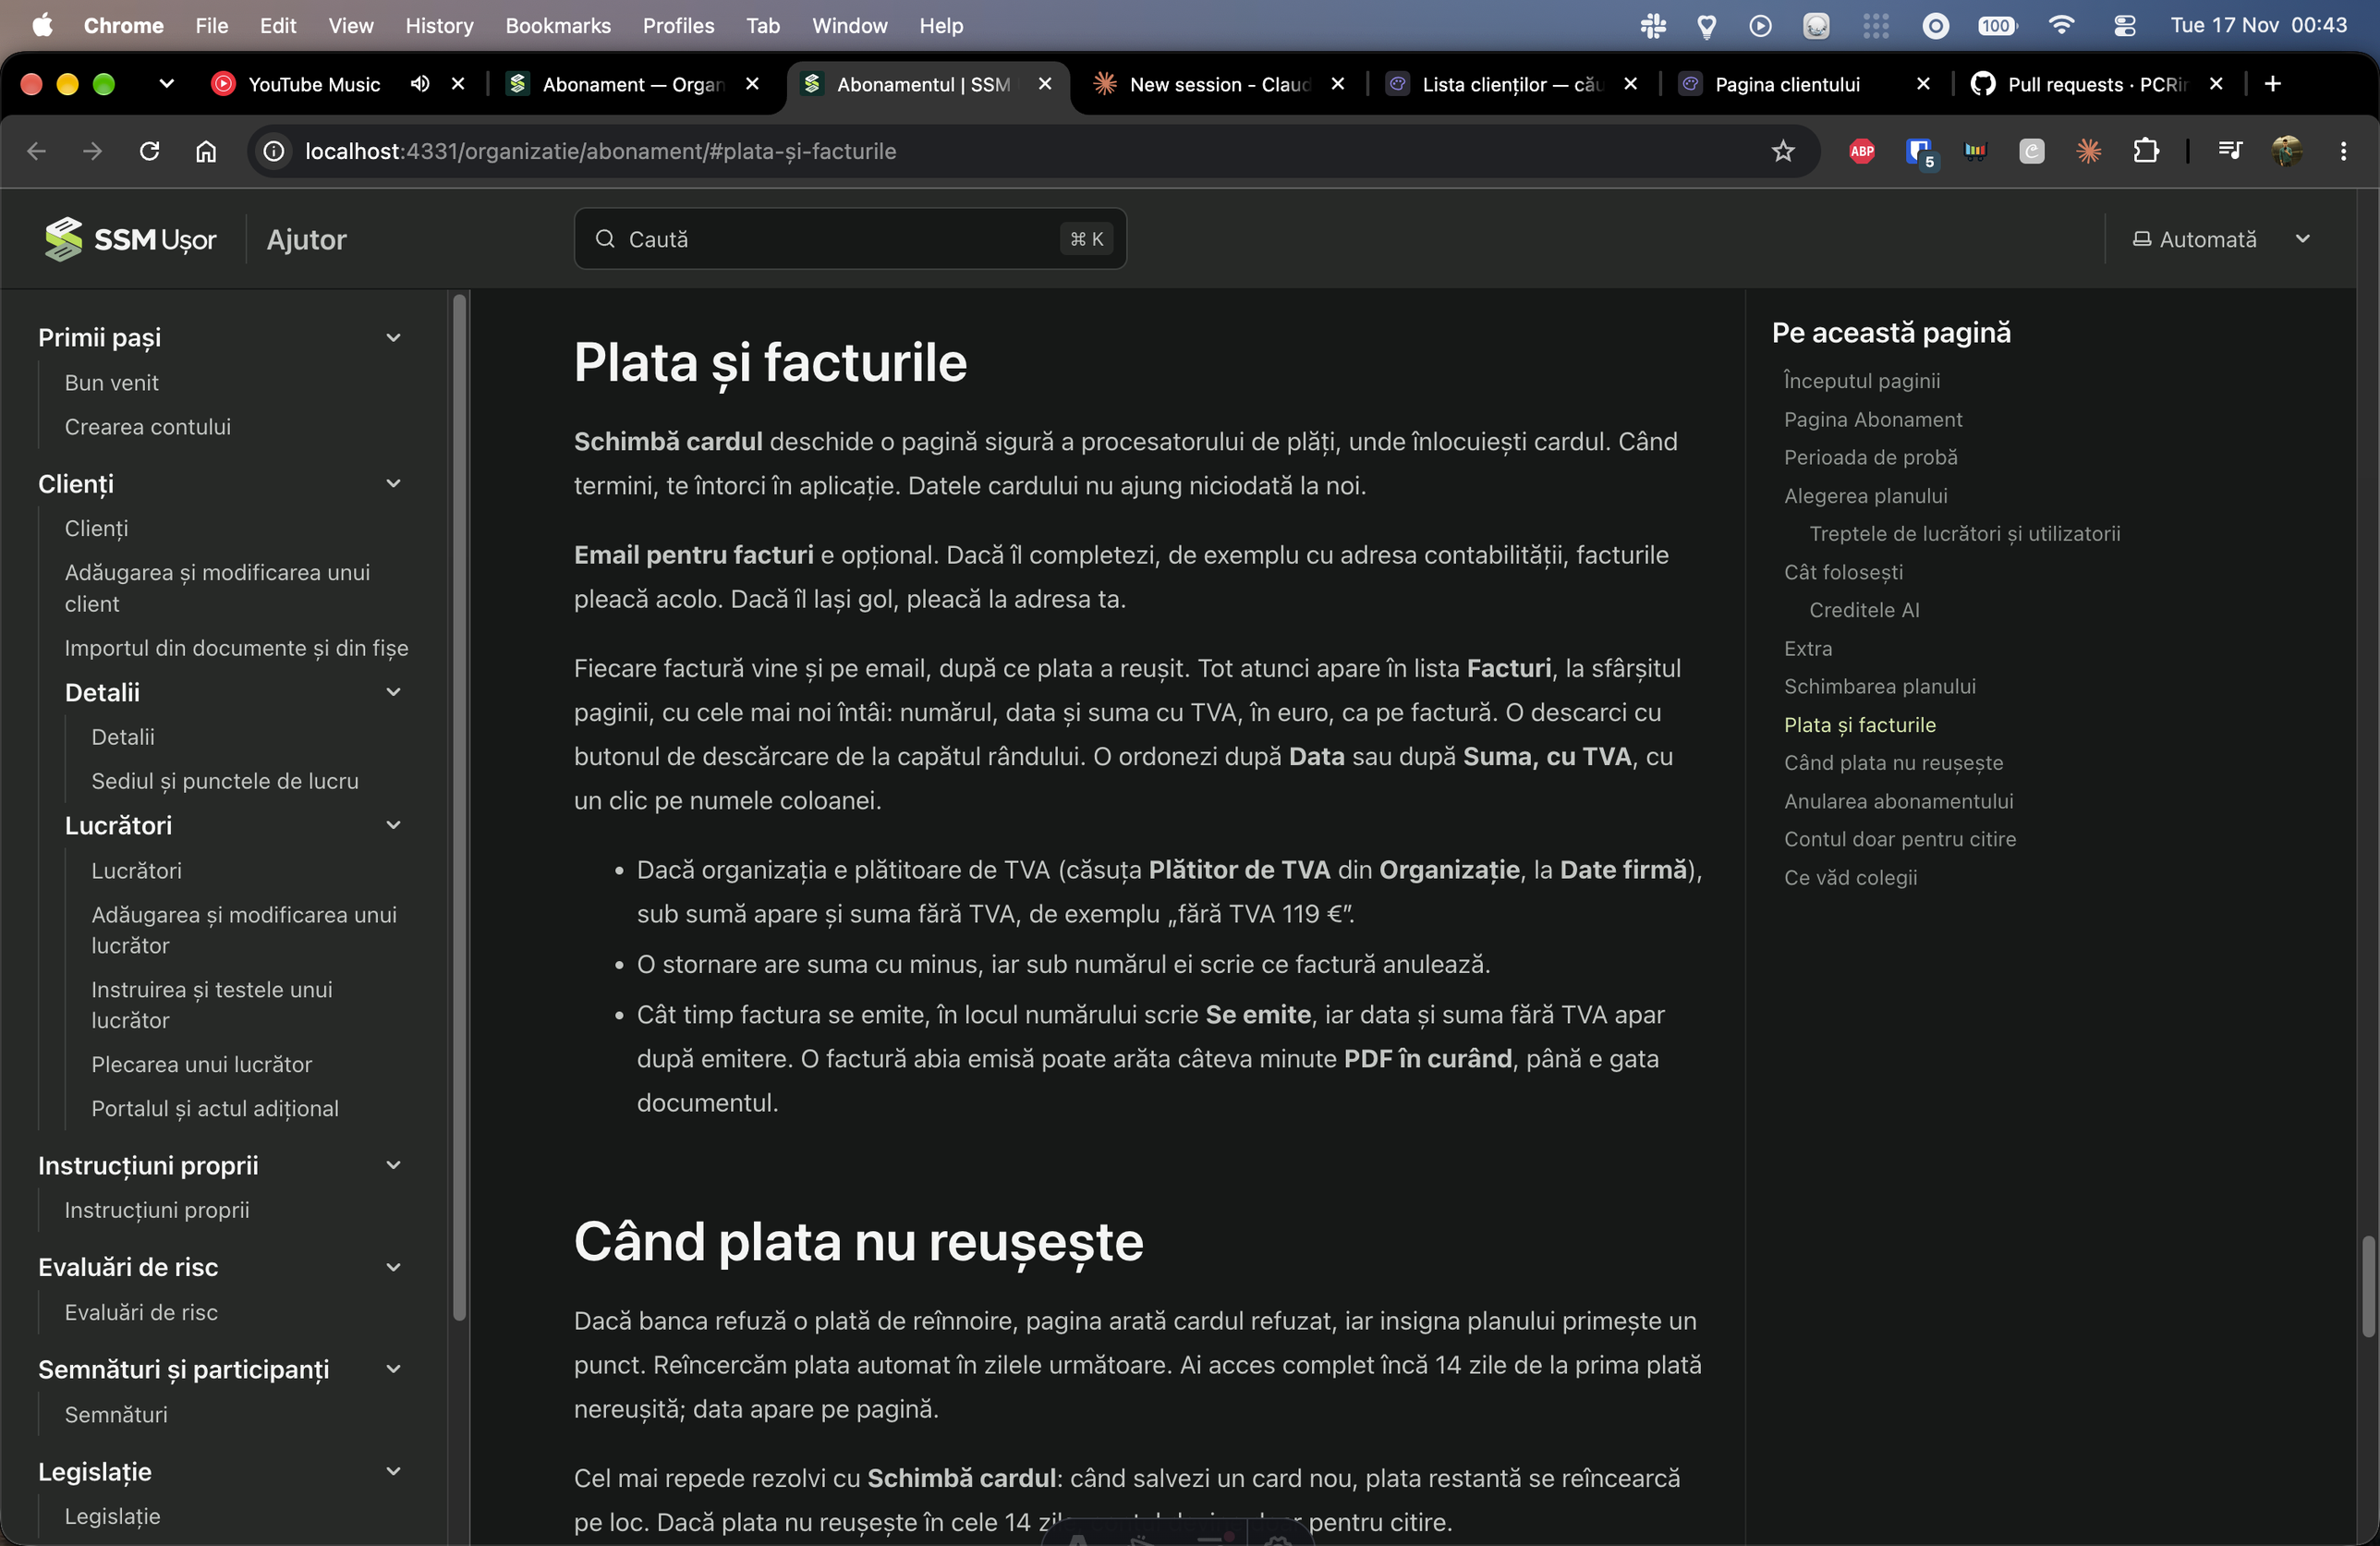 Chrome File Edit View History Bookmarks Profiles Tab Window Help
100
Tue 17 Nov 00:43
YouTube Music
Abonament — Organ
Abonamentul | SSM
New session - Claud
Lista clienților — cău
Pagina clientului
Pull requests · PCRir
localhost:4331/organizatie/abonament/#plata-și-facturile
ABP
5
SSM Ușor
Ajutor
Caută
⌘ K
Automată
Primii pași
Bun venit
Crearea contului
Clienți
Clienți
Adăugarea și modificarea unui
client
Importul din documente și din fișe
Detalii
Detalii
Sediul și punctele de lucru
Lucrători
Lucrători
Adăugarea și modificarea unui
lucrător
Instruirea și testele unui
lucrător
Plecarea unui lucrător
Portalul și actul adițional
Instrucțiuni proprii
Instrucțiuni proprii
Evaluări de risc
Evaluări de risc
Semnături și participanți
Semnături
Legislație
Legislație
Plata și facturile
Schimbă cardul deschide o pagină sigură a procesatorului de plăți, unde înlocuiești cardul. Când
termini, te întorci în aplicație. Datele cardului nu ajung niciodată la noi.
Email pentru facturi e opțional. Dacă îl completezi, de exemplu cu adresa contabilității, facturile
pleacă acolo. Dacă îl lași gol, pleacă la adresa ta.
Fiecare factură vine și pe email, după ce plata a reușit. Tot atunci apare în lista Facturi, la sfârșitul
paginii, cu cele mai noi întâi: numărul, data și suma cu TVA, în euro, ca pe factură. O descarci cu
butonul de descărcare de la capătul rândului. O ordonezi după Data sau după Suma, cu TVA, cu
un clic pe numele coloanei.
• Dacă organizația e plătitoare de TVA (căsuța Plătitor de TVA din Organizație, la Date firmă),
sub sumă apare și suma fără TVA, de exemplu „fără TVA 119 €”.
• O stornare are suma cu minus, iar sub numărul ei scrie ce factură anulează.
• Cât timp factura se emite, în locul numărului scrie Se emite, iar data și suma fără TVA apar
după emitere. O factură abia emisă poate arăta câteva minute PDF în curând, până e gata
documentul.
Când plata nu reușește
Dacă banca refuză o plată de reînnoire, pagina arată cardul refuzat, iar insigna planului primește un
punct. Reîncercăm plata automat în zilele următoare. Ai acces complet încă 14 zile de la prima plată
nereușită; data apare pe pagină.
Cel mai repede rezolvi cu Schimbă cardul: când salvezi un card nou, plata restantă se reîncearcă
pe loc. Dacă plata nu reușește în cele 14 pentru citire.
Pe această pagină
Începutul paginii
Pagina Abonament
Perioada de probă
Alegerea planului
Treptele de lucrători și utilizatorii
Cât folosești
Creditele AI
Extra
Schimbarea planului
Plata și facturile
Când plata nu reușește
Anularea abonamentului
Contul doar pentru citire
Ce văd colegii